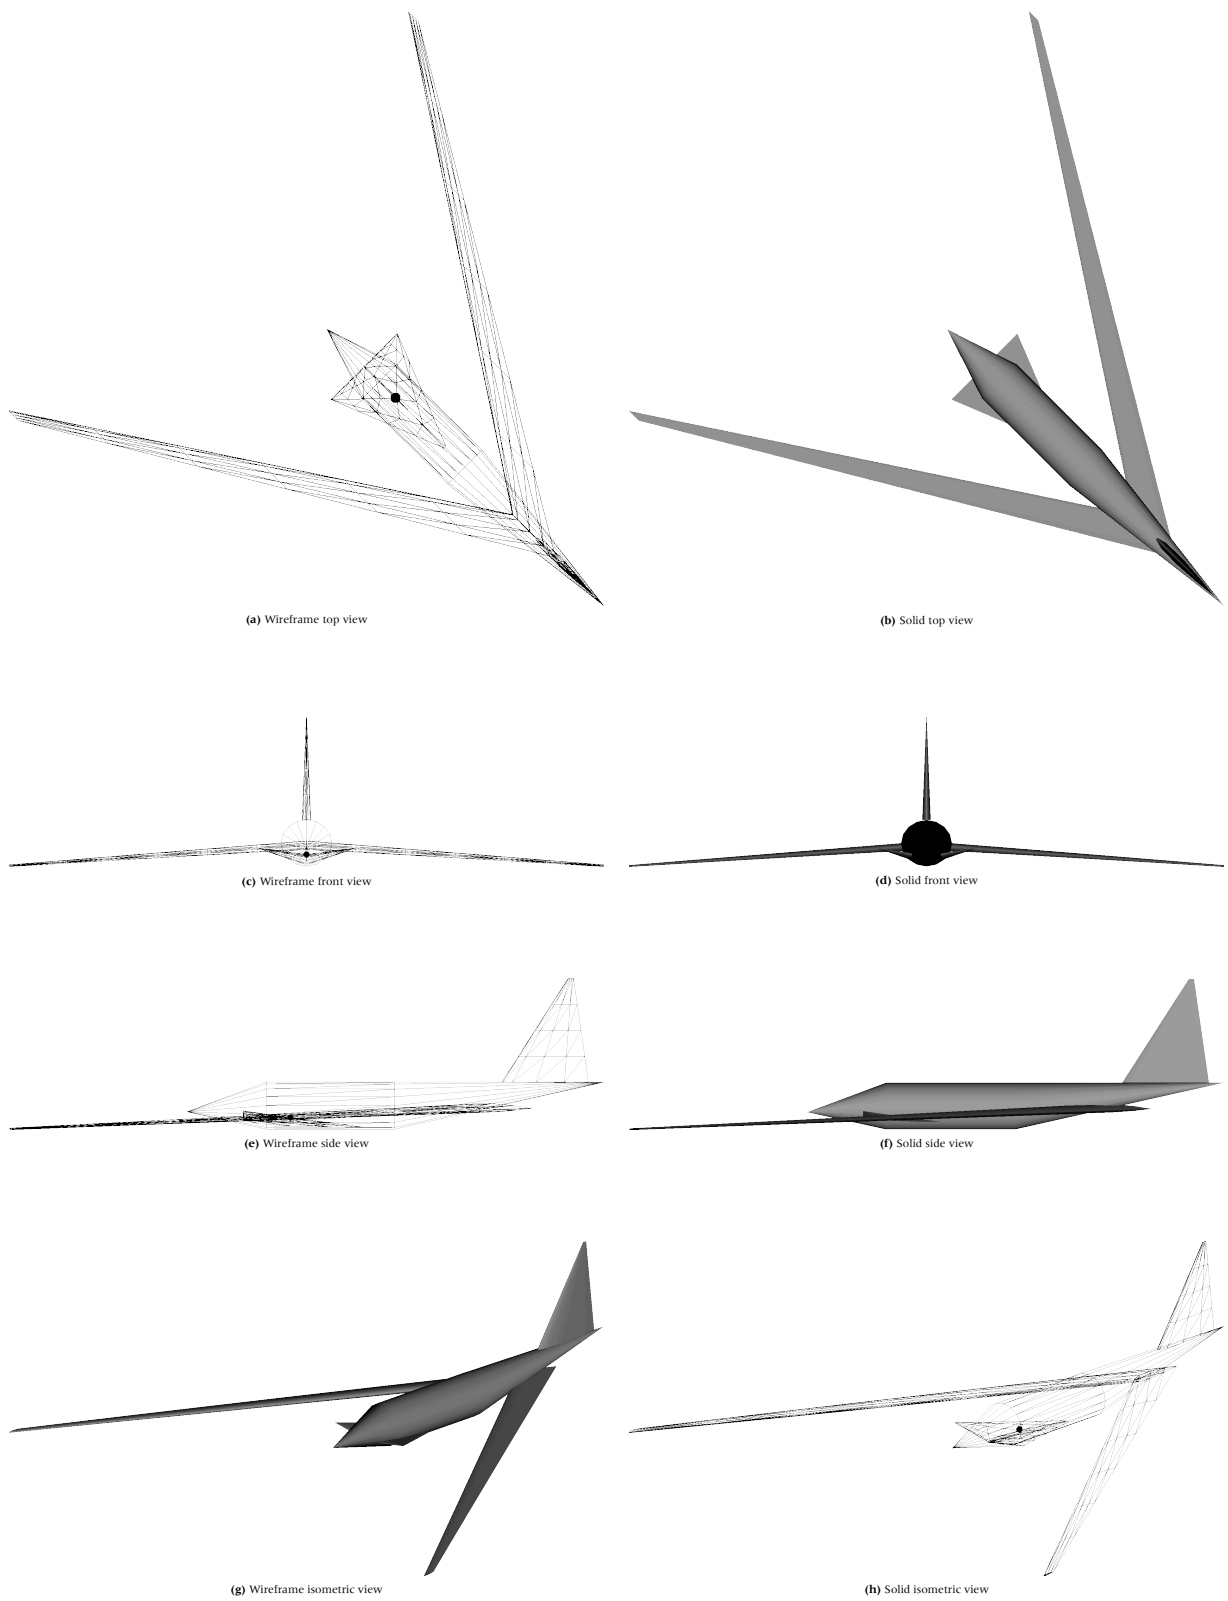 (a) Wireframe top view
(b) Solid top view
(c) Wireframe front view
(d) Solid front view
(e) Wireframe side view
(f) Solid side view
(g) Wireframe isometric view
(h) Solid isometric view